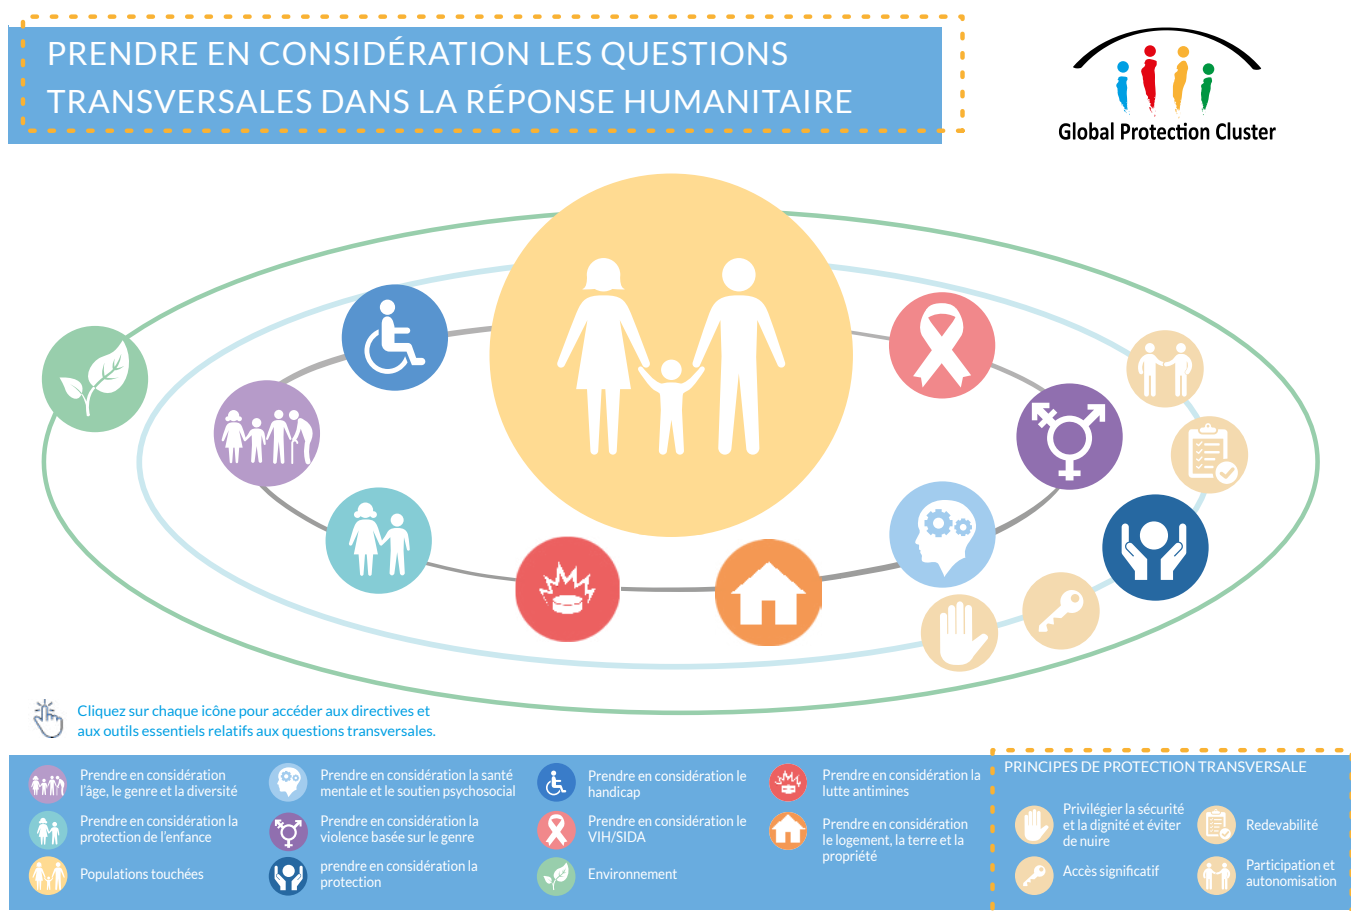 PRENDRE EN CONSIDÉRATION LES QUESTIONS
TRANSVERSALES DANS LA RÉPONSE HUMANITAIRE
Global Protection Cluster
Cliquez sur chaque icône pour accéder aux directives et
aux outils essentiels relatifs aux questions transversales.
Prendre en considération
l'âge, le genre et la diversité
Prendre en considération la
protection de l'enfance
Populations touchées
Prendre en considération la santé
mentale et le soutien psychosocial
Prendre en considération la
violence basée sur le genre
prendre en considération la
protection
Prendre en considération le
handicap
Prendre en considération le
VIH/SIDA
Environnement
Prendre en considération la
lutte antimines
Prendre en considération
le logement, la terre et la
propriété
PRINCIPES DE PROTECTION TRANSVERSALE
Privilégier la sécurité
et la dignité et éviter
de nuire
Accès significatif
Redevabilité
Participation et
autonomisation